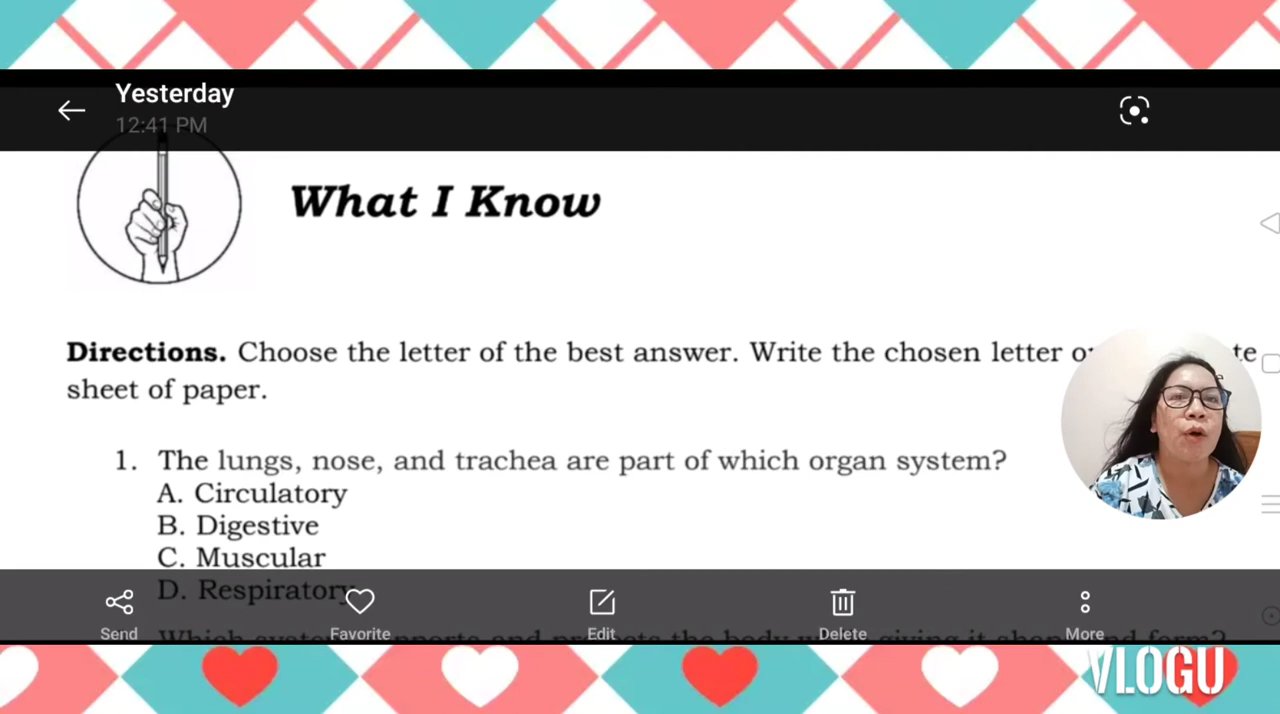 Yesterday
12:41 PM
What I Know
Directions. Choose the letter of the best answer. Write the chosen letter
sheet of paper.
1. The lungs, nose, and trachea are part of which organ system?
A. Circulatory
B. Digestive
C. Muscular
D. Respiratory
Send Favorite Edit Delete More
VLOGU